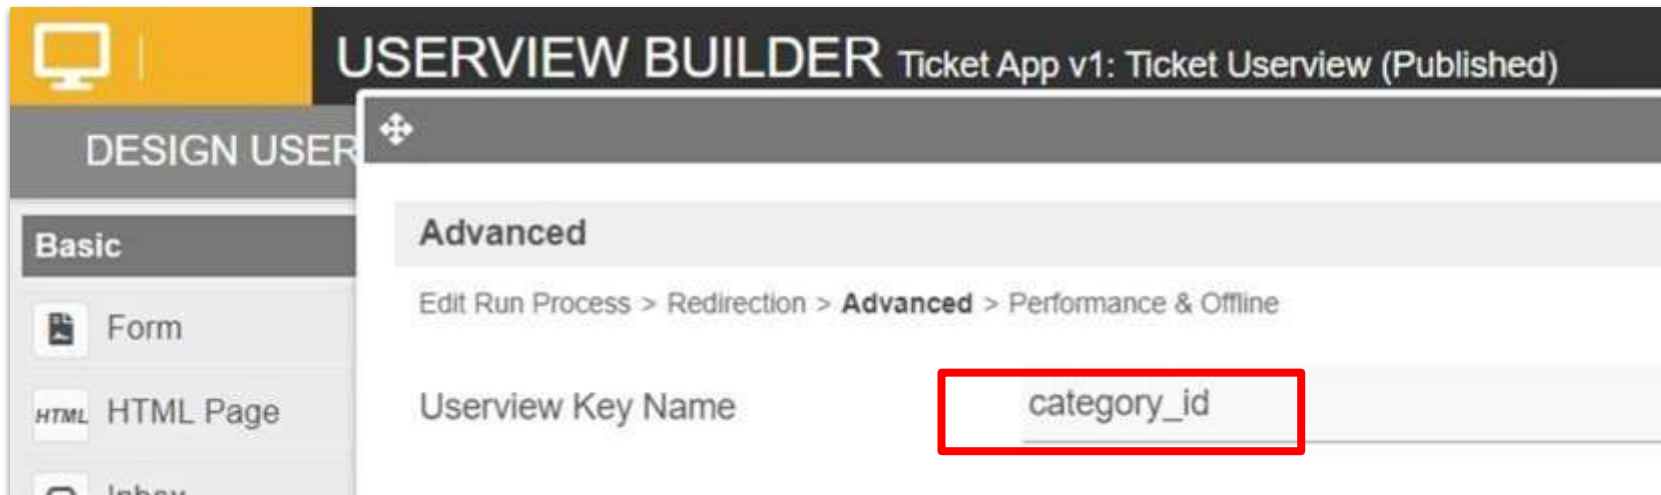 USERVIEW BUILDER Ticket App v1: Ticket Userview (Published)
DESIGN USER
Basic
Form
HTML HTML Page
Inbox
Advanced
Edit Run Process > Redirection > Advanced > Performance & Offline
Userview Key Name category_id